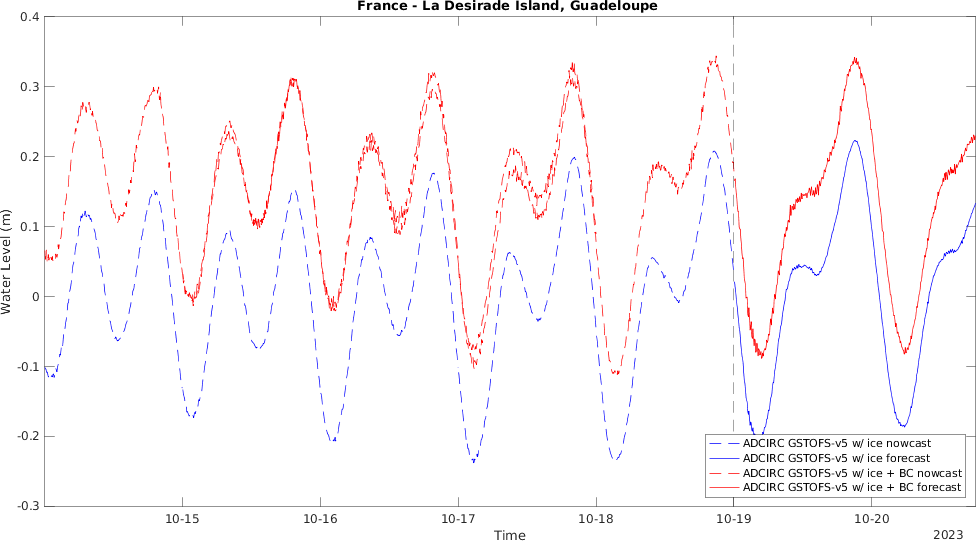 France - La Desirade Island, Guadeloupe
0.4
0.3
0.2
0.1
0
-0.1
-0.2
-0.3
Water Level (m)
10-15
10-16
10-17
10-18
10-19
10-20
Time
2023
ADCIRC GSTOFS-v5 w/ ice nowcast
ADCIRC GSTOFS-v5 w/ ice forecast
ADCIRC GSTOFS-v5 w/ ice + BC nowcast
ADCIRC GSTOFS-v5 w/ ice + BC forecast